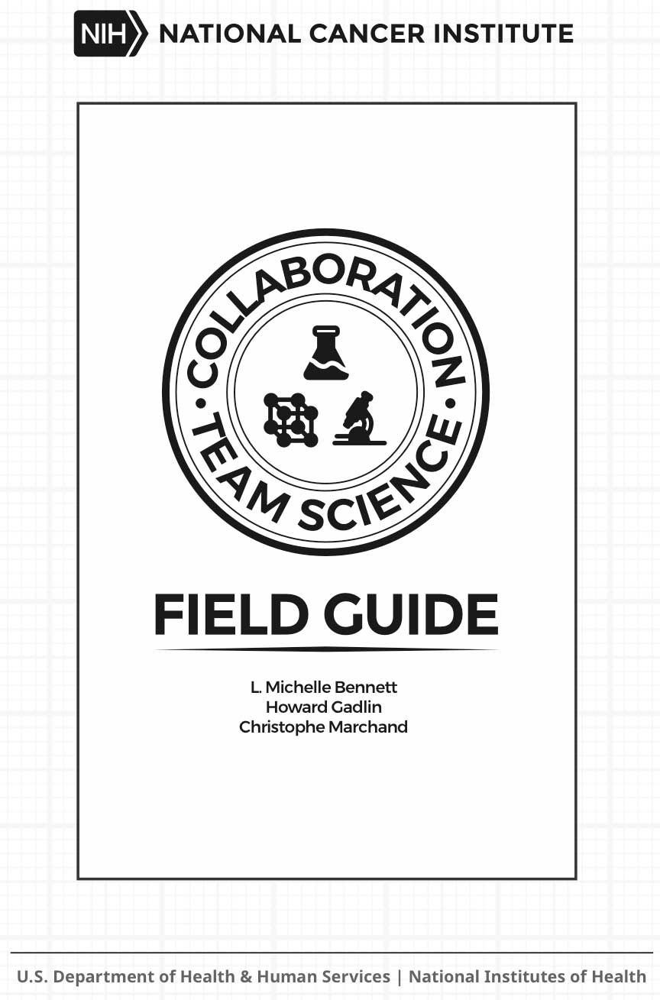 NIH NATIONAL CANCER INSTITUTE
COLLABORATION
• TEAM SCIENCE •
FIELD GUIDE
L. Michelle Bennett
Howard Gadlin
Christophe Marchand
U.S. Department of Health & Human Services | National Institutes of Health